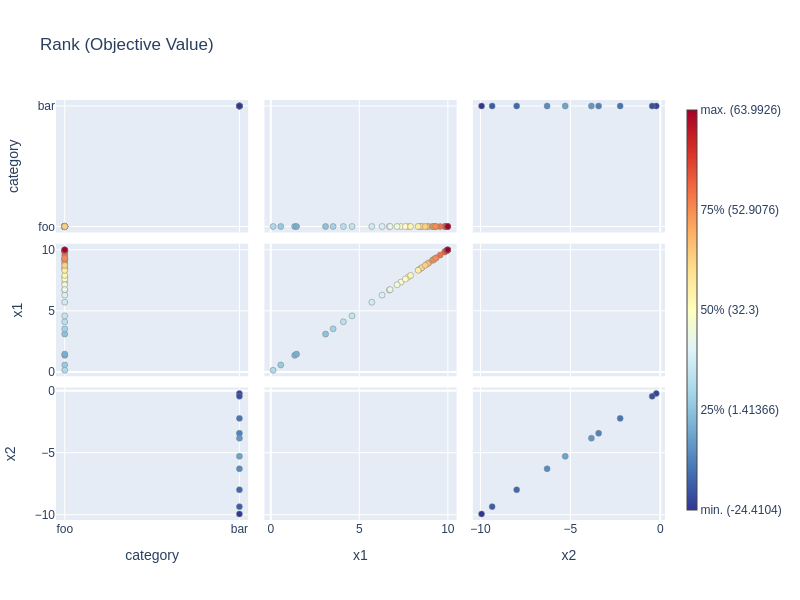 Rank (Objective Value)
bar
category
foo
10
x1
5
0
0
x2
−5
−10
foo
bar
0
5
10
−10
−5
0
category
x1
x2
max. (63.9926)
75% (52.9076)
50% (32.3)
25% (1.41366)
min. (-24.4104)